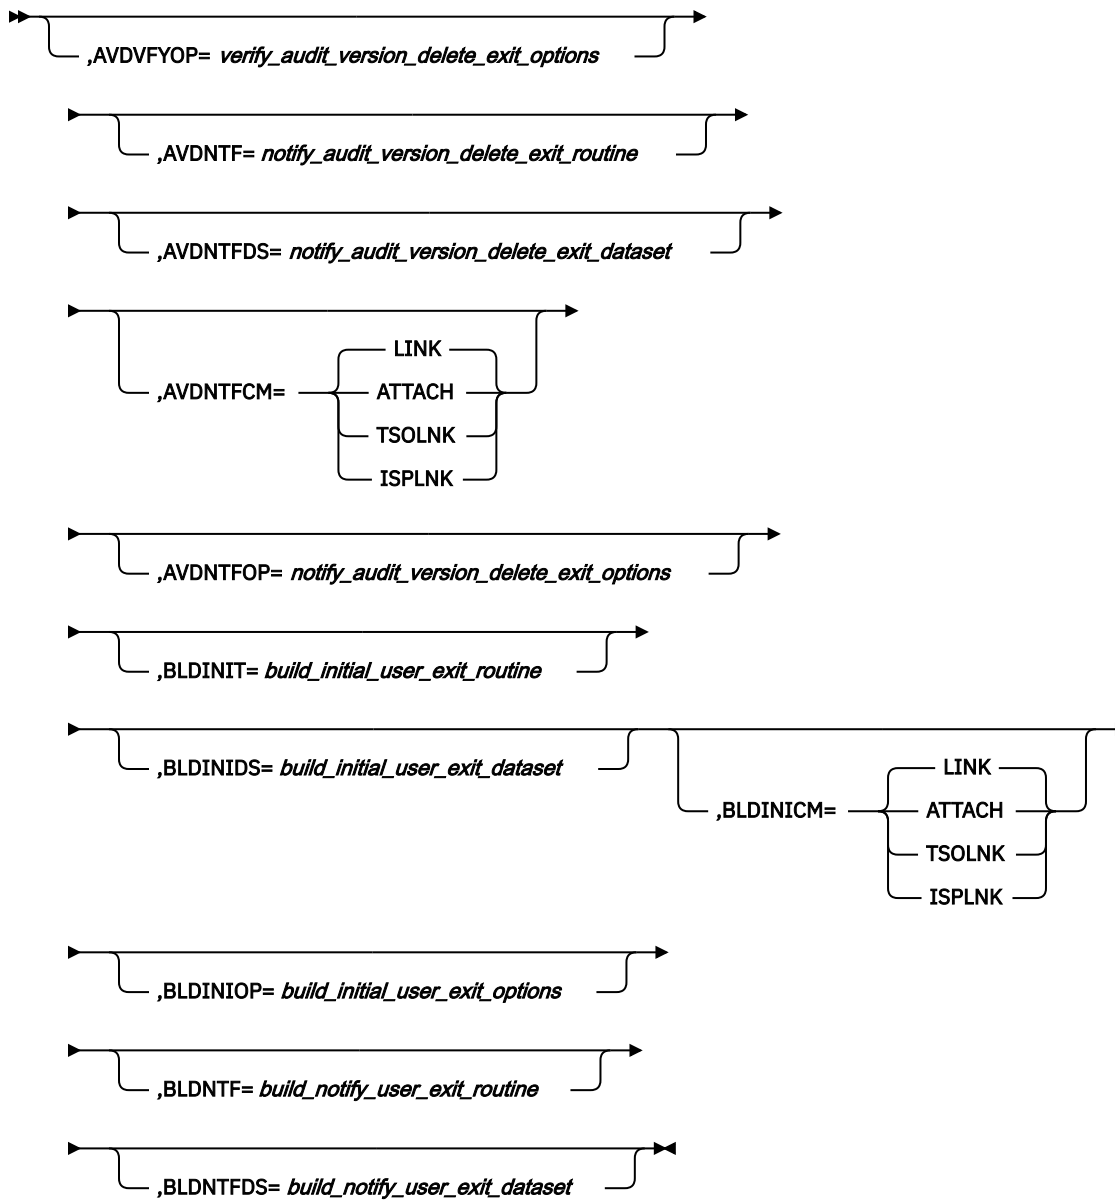 ,AVDVFYOP= verify_audit_version_delete_exit_options
,AVDNTF= notify_audit_version_delete_exit_routine
,AVDNTFDS= notify_audit_version_delete_exit_dataset
LINK
,AVDNTFCM= ATTACH
TSOLNK
ISPLNK
,AVDNTFOP= notify_audit_version_delete_exit_options
,BLDINIT= build_initial_user_exit_routine
,BLDINIDS= build_initial_user_exit_dataset
LINK
,BLDINICM= ATTACH
TSOLNK
ISPLNK
,BLDINIOP= build_initial_user_exit_options
,BLDNTF= build_notify_user_exit_routine
,BLDNTFDS= build_notify_user_exit_dataset